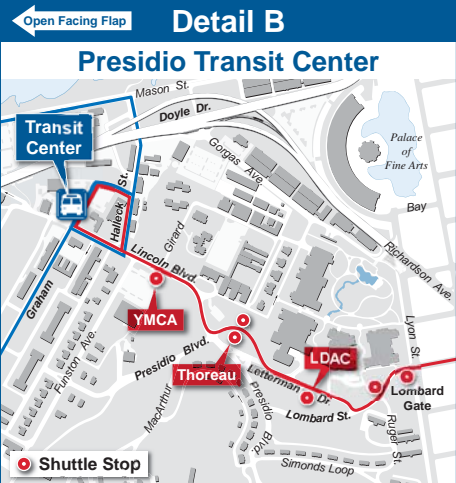 Open Facing Flap
Detail B
Presidio Transit Center
Mason St.
Doyle Dr.
Transit
Center
Gorgas Ave.
Palace
of
Fine Arts
Halleck St.
Girard
Bay
Richardson Ave.
Lincoln Blvd.
Graham
YMCA
Funston Ave.
Presidio Blvd.
Thoreau
MacArthur
Letterman Dr.
LDAC
Lyon St.
Lombard
Gate
Presidio Blvd.
Lombard St.
Ruger St.
Simonds Loop
Shuttle Stop